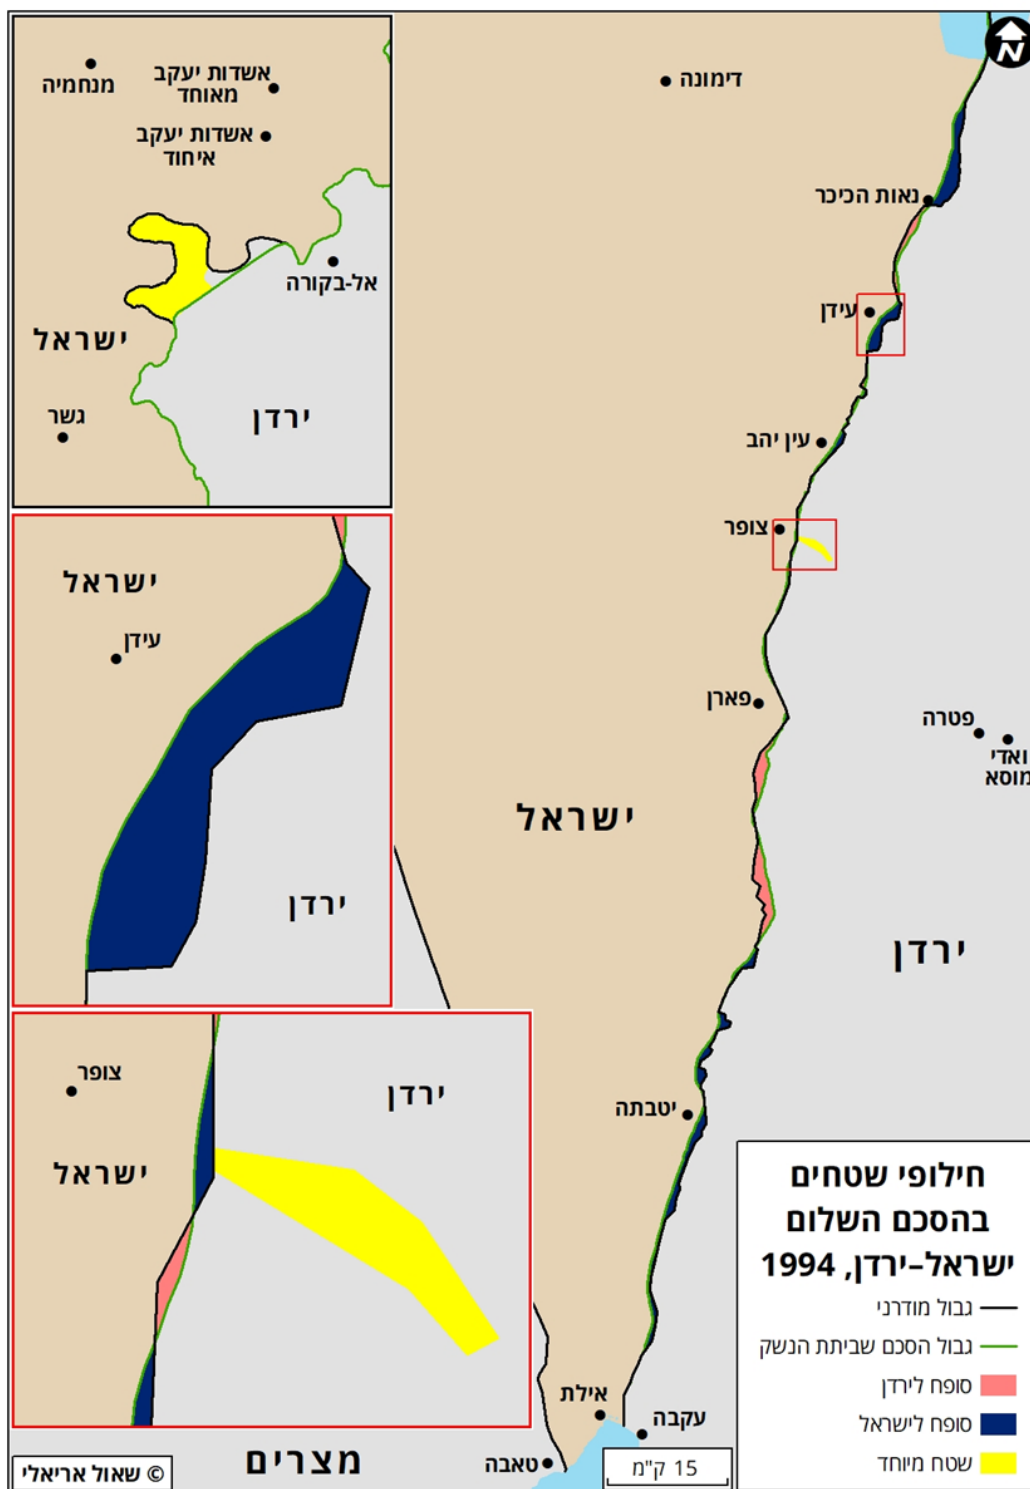 מנחמיה
אשדות יעקב
מאוחד
אשדות יעקב
איחוד
אל-בקורה
ישראל
ירדן
גשר
ישראל
עידן
ירדן
צופר
ירדן
ישראל
N
דימונה
נאות הכיכר
עידן
עין יהב
צופר
פארן
פטרה
ואדי
מוסא
ישראל
ירדן
יטבתה
אילת
עקבה
טאבה
מצרים
15 ק"מ
© שאול אריאלי
חילופי שטחים
בהסכם השלום
ישראל–ירדן, 1994
גבול מודרני
גבול הסכם שביתת הנשק
סופח לירדן
סופח לישראל
שטח מיוחד